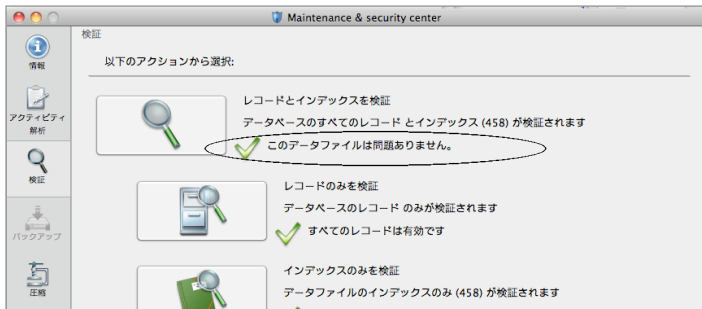 Maintenance & security center
検証
以下のアクションから選択:
情報
アクティビティ
解析
検証
バックアップ
圧縮
レコードとインデックスを検証
データベースのすべてのレコード とインデックス (458) が検証されます
このデータファイルは問題ありません。
レコードのみを検証
データベースのレコード のみが検証されます
すべてのレコードは有効です
インデックスのみを検証
データファイルのインデックスのみ (458) が検証されます